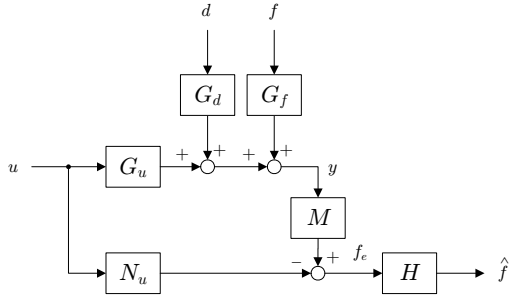 d f
G_d G_f
+ + + +
u G_u y
M
− + f_e
N_u H \hat{f}